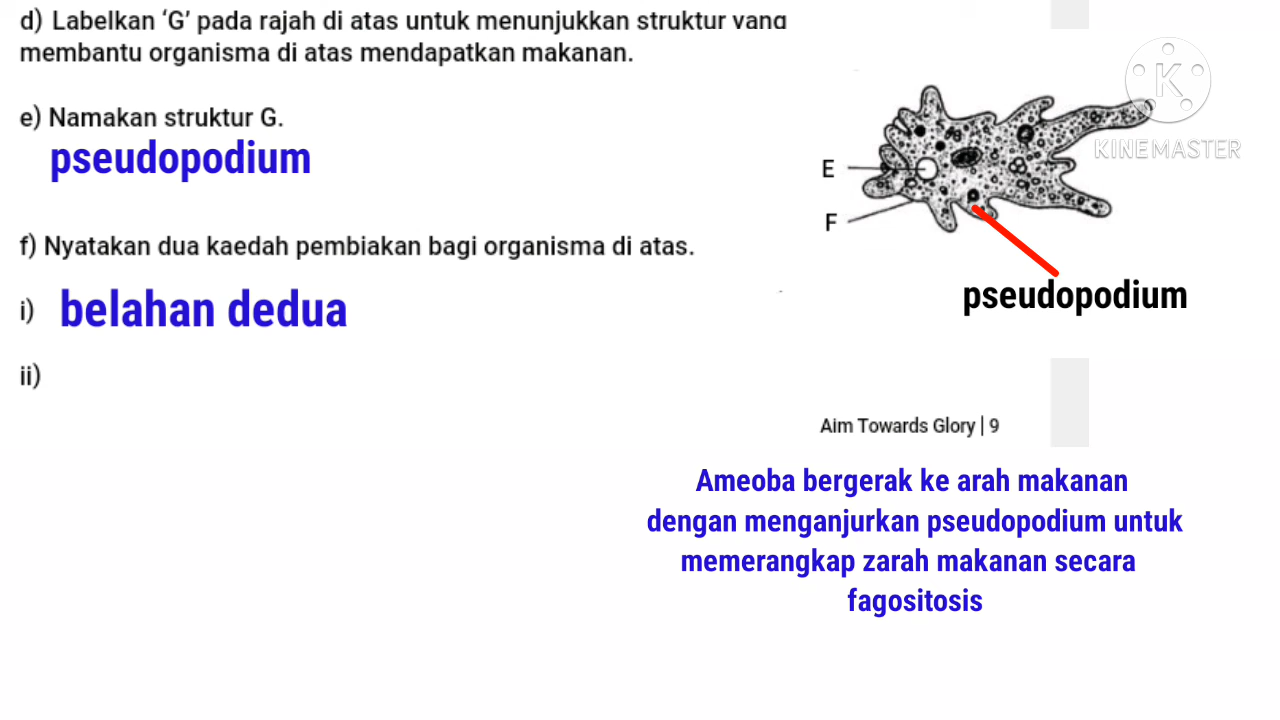 d) Labelkan ‘G’ pada rajah di atas untuk menunjukkan struktur yang
membantu organisma di atas mendapatkan makanan.
e) Namakan struktur G.
pseudopodium
f) Nyatakan dua kaedah pembiakan bagi organisma di atas.
i) belahan dedua
ii)
K
KINEMASTER
E
F
pseudopodium
Aim Towards Glory | 9
Ameoba bergerak ke arah makanan
dengan menganjurkan pseudopodium untuk
memerangkap zarah makanan secara
fagositosis